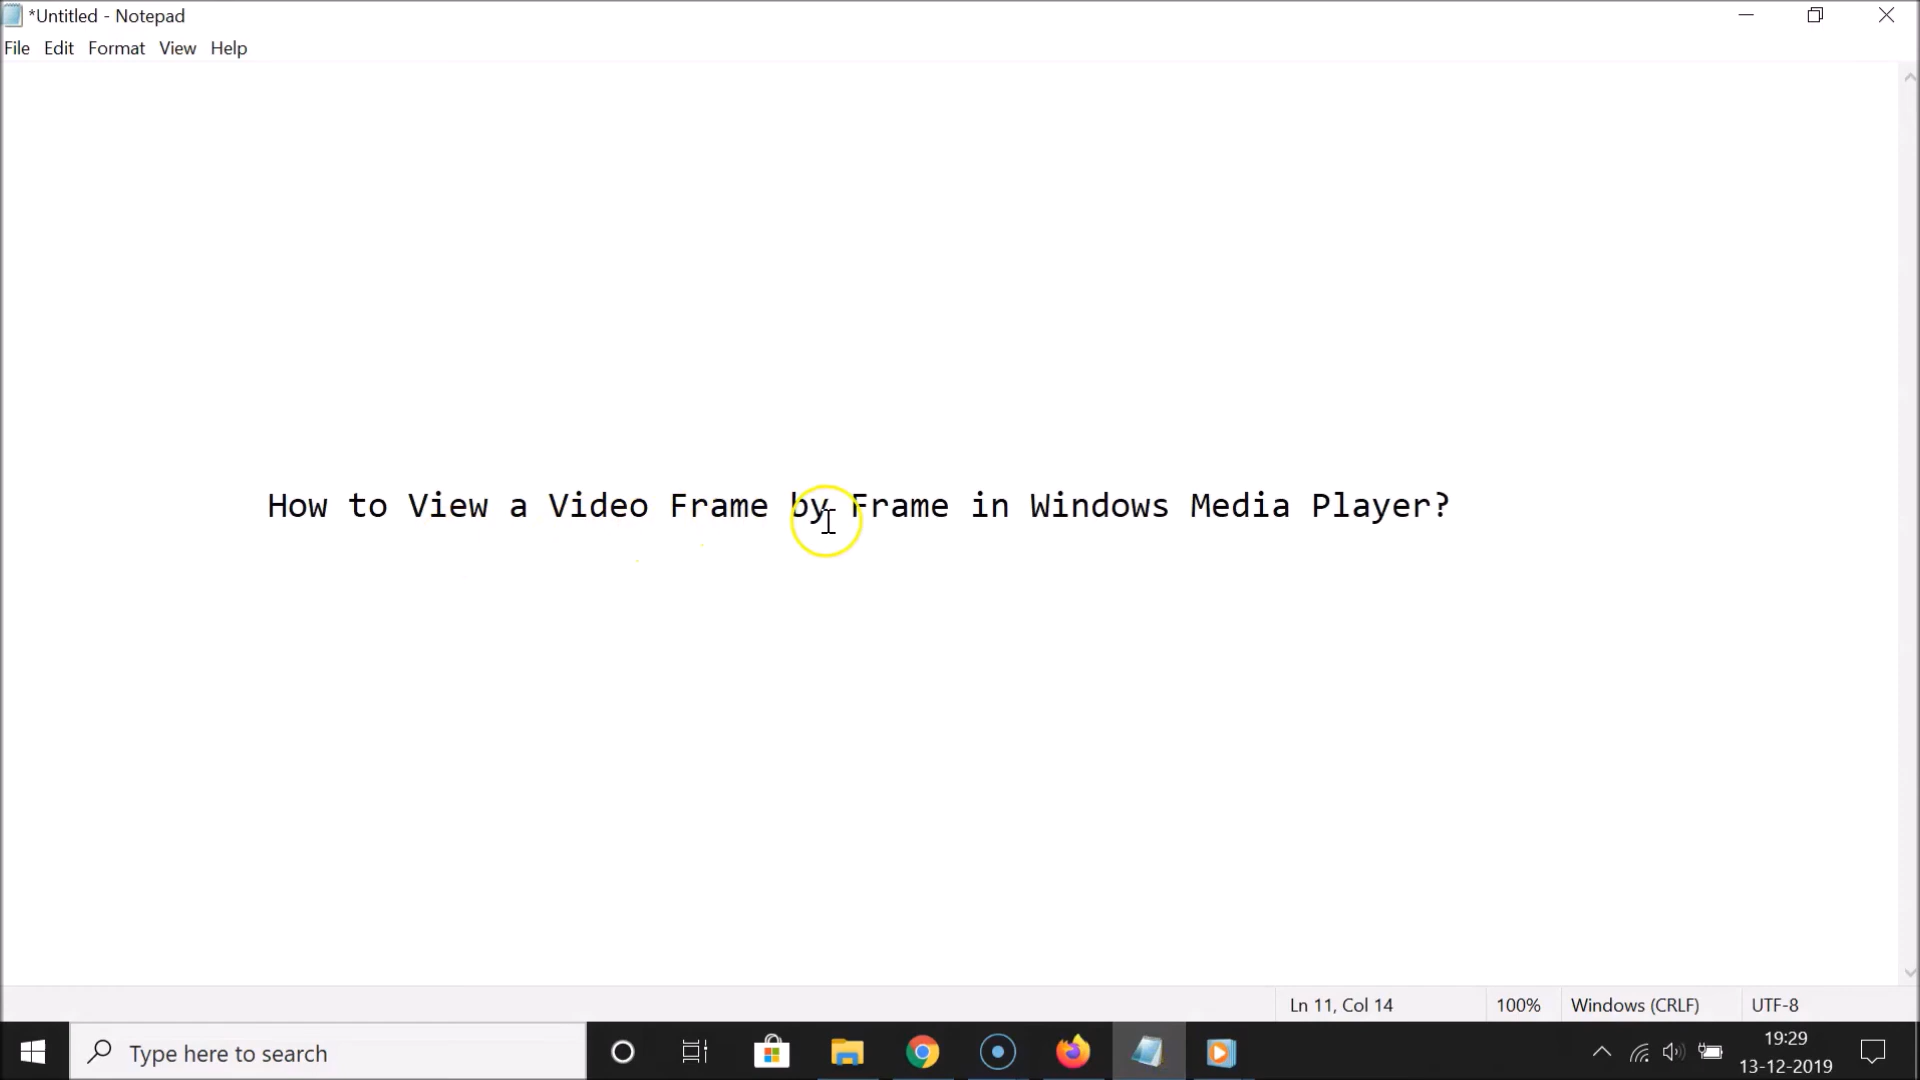 *Untitled - Notepad
File Edit Format View Help
How to View a Video Frame by Frame in Windows Media Player?
Ln 11, Col 14 100% Windows (CRLF) UTF-8
Type here to search
19:29
13-12-2019